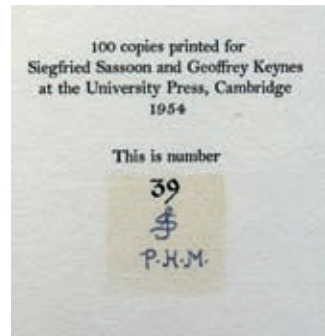 100 copies printed for
Siegfried Sassoon and Geoffrey Keynes
at the University Press, Cambridge
1954
This is number
39
SS
P.H.M.